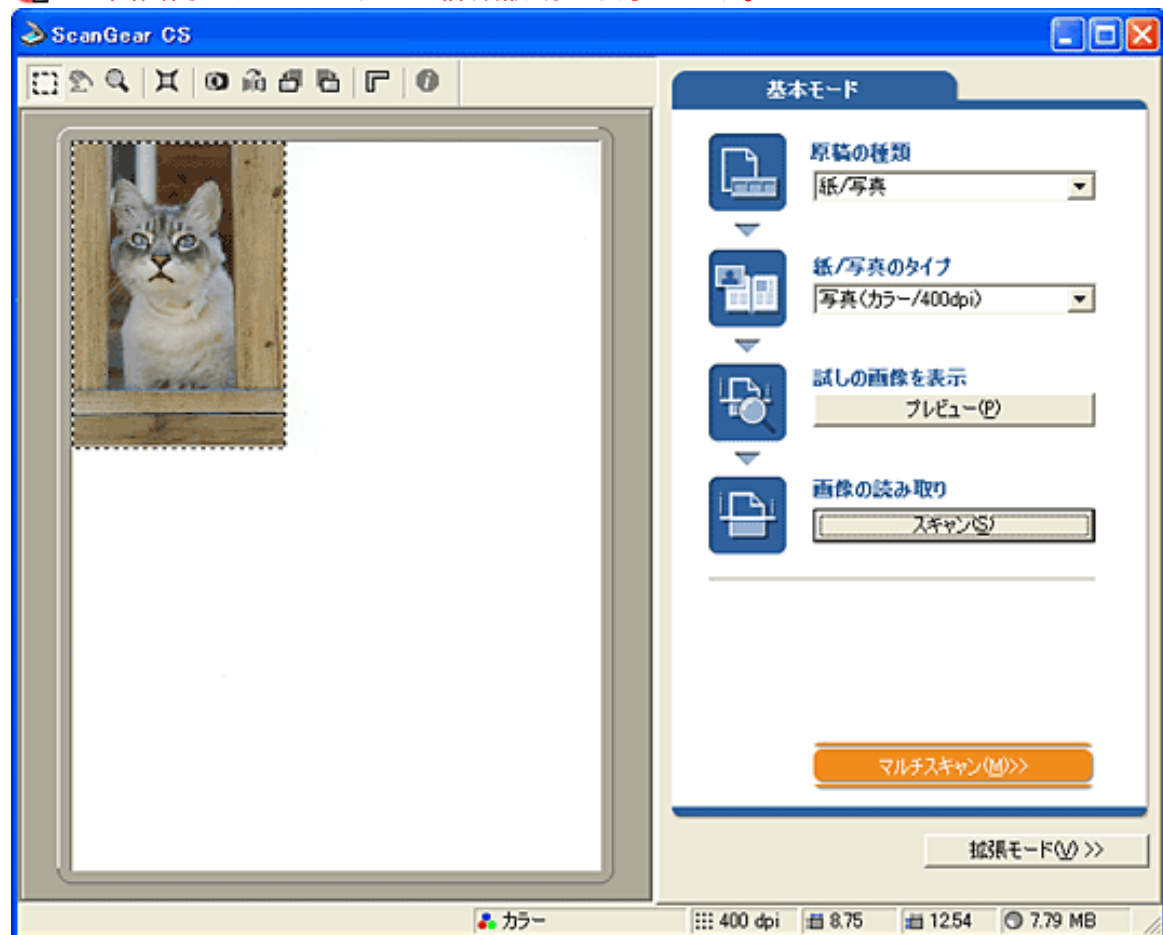 ScanGear CS
基本モード
原稿の種類
紙/写真
紙/写真のタイプ
写真(カラー/400dpi)
試しの画像を表示
プレビュー(P)
画像の読み取り
スキャン(S)
マルチスキャン(M)>>
拡張モード(V) >>
カラー
400 dpi
8.75
12.54
7.79 MB